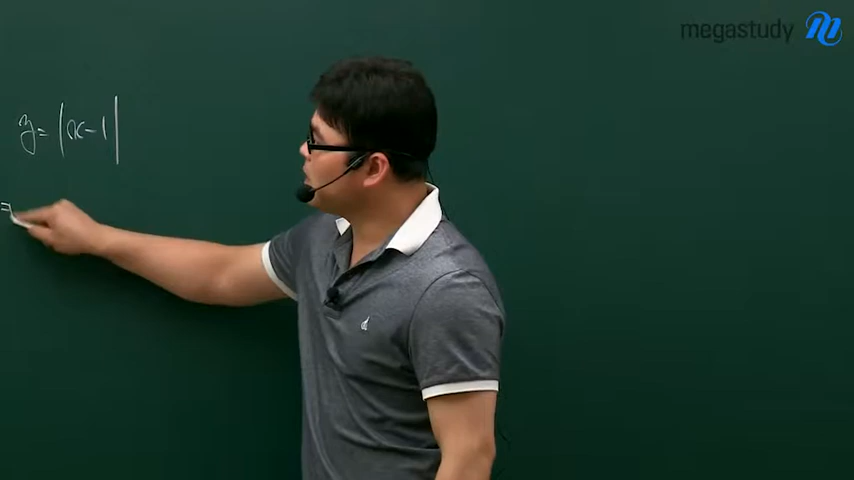 megastudy
y = |x-1|
=